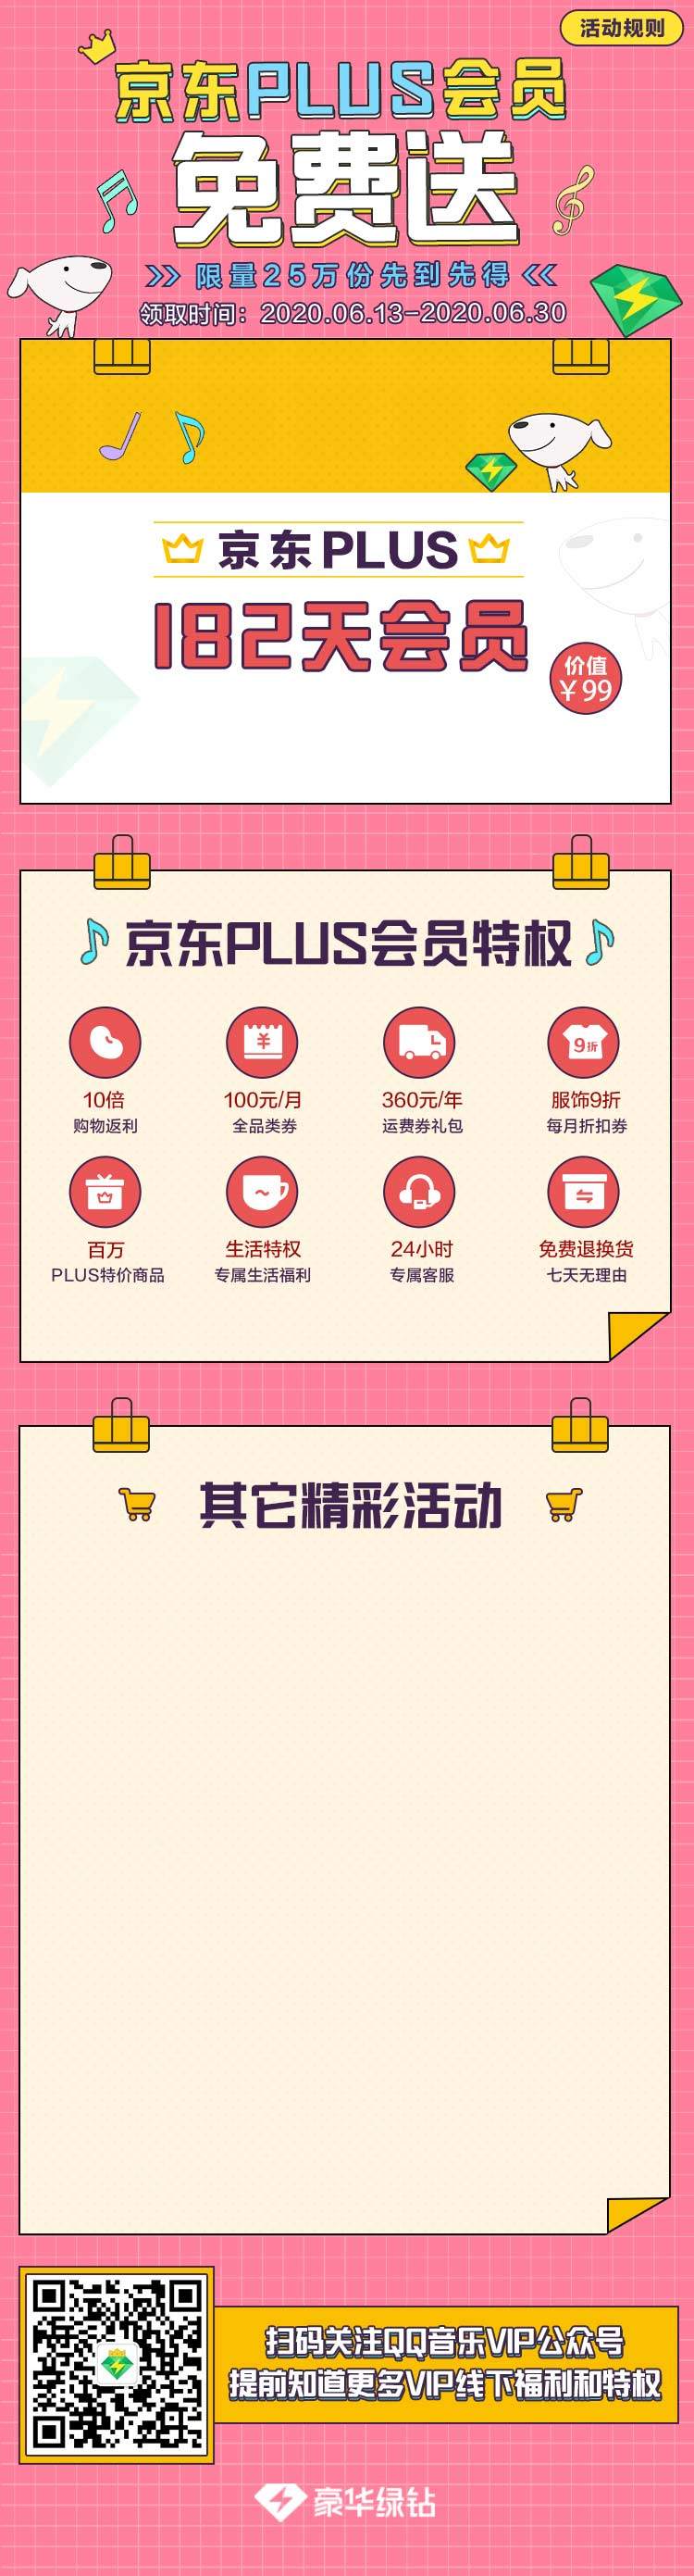 活动规则
京东PLUS会员
免费送
限量25万份先到先得
领取时间：2020.06.13-2020.06.30
京东PLUS
182天会员
价值
￥99
京东PLUS会员特权
9折
10倍
购物返利
100元/月
全品类券
360元/年
运费券礼包
服饰9折
每月折扣券
百万
PLUS特价商品
生活特权
专属生活福利
24小时
专属客服
免费退换货
七天无理由
其它精彩活动
扫码关注QQ音乐VIP公众号
提前知道更多VIP线下福利和特权
豪华绿钻